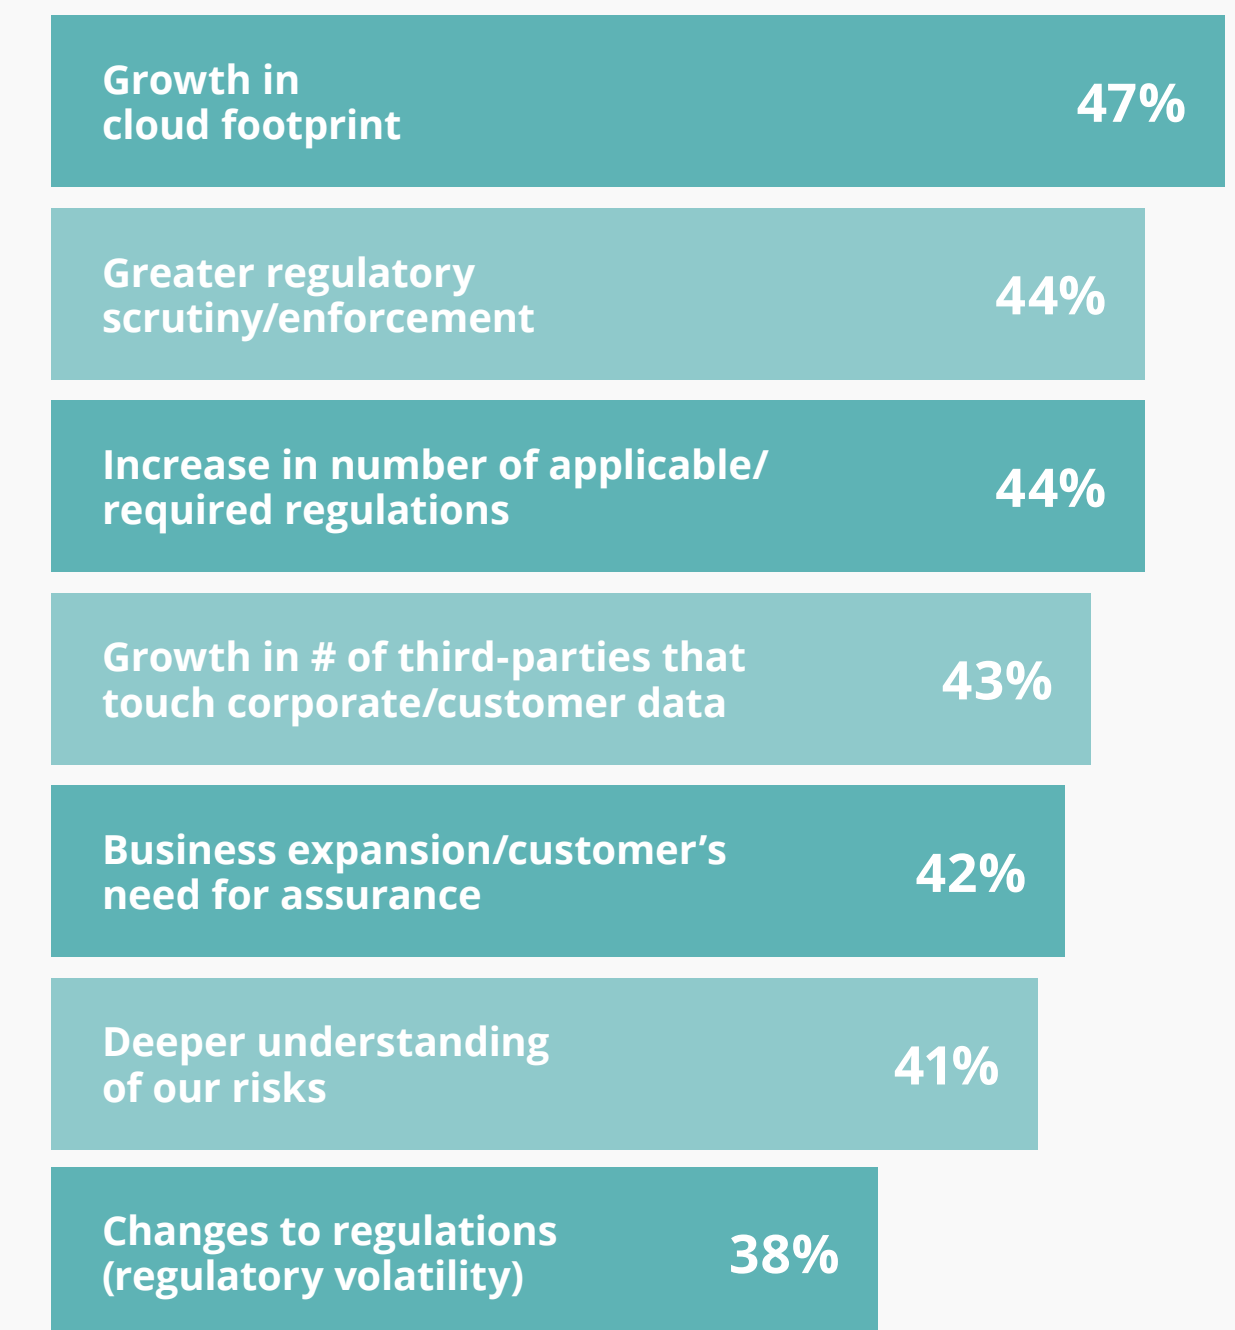 Growth in
cloud footprint
47%
Greater regulatory
scrutiny/enforcement
44%
Increase in number of applicable/
required regulations
44%
Growth in # of third-parties that
touch corporate/customer data
43%
Business expansion/customer’s
need for assurance
42%
Deeper understanding
of our risks
41%
Changes to regulations
(regulatory volatility)
38%